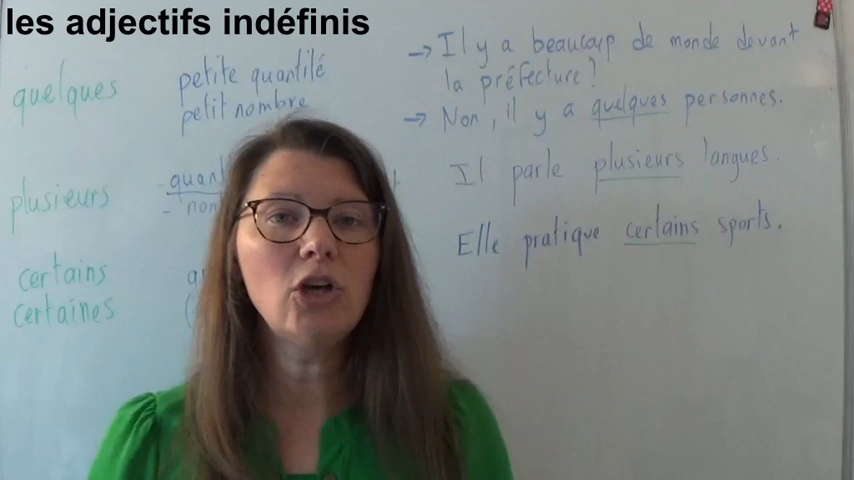 les adjectifs indéfinis
quelques
petite quantité
petit nombre
plusieurs
certains
certaines
→ Il y a beaucoup de monde devant
la préfecture?
→ Non, il y a quelques personnes.
Il parle plusieurs langues.
Elle pratique certains sports.